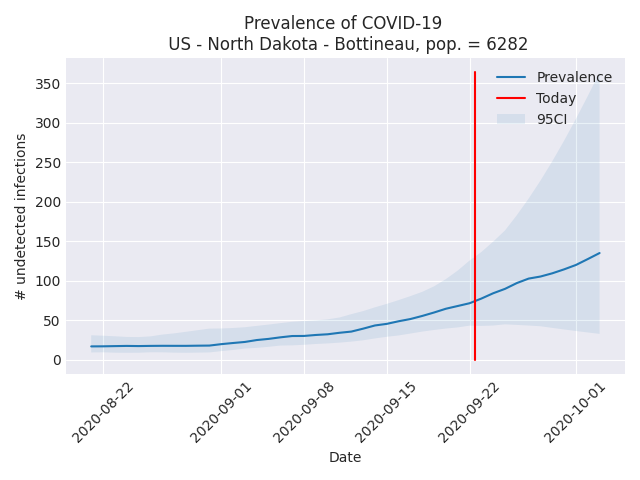 Prevalence of COVID-19
US - North Dakota - Bottineau, pop. = 6282
Prevalence
Today
95CI
# undetected infections
350
300
250
200
150
100
50
0
2020-08-22
2020-09-01
2020-09-08
2020-09-15
2020-09-22
2020-10-01
Date